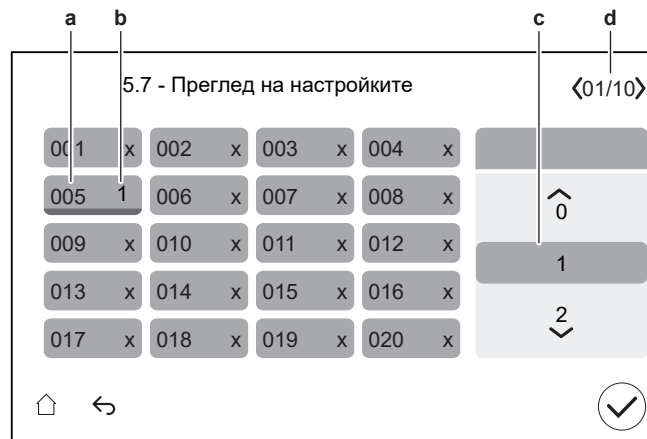 a b c d
5.7 - Преглед на настройките 01/10
001 x 002 x 003 x 004 x
005 1 006 x 007 x 008 x
0
009 x 010 x 011 x 012 x
1
013 x 014 x 015 x 016 x
2
017 x 018 x 019 x 020 x